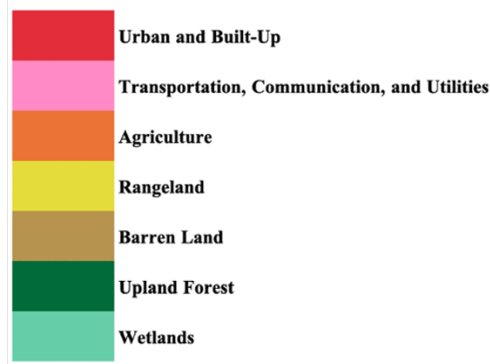 Urban and Built-Up
Transportation, Communication, and Utilities
Agriculture
Rangeland
Barren Land
Upland Forest
Wetlands